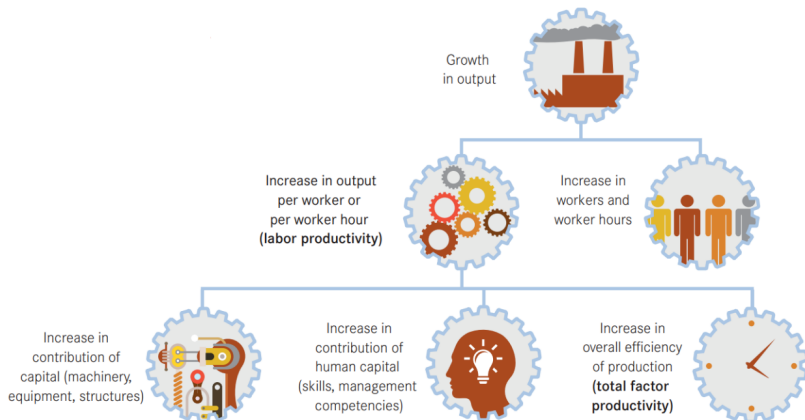 Growth
in output
Increase in output
per worker or
per worker hour
(labor productivity)
Increase in
workers and
worker hours
Increase in
contribution of
capital (machinery,
equipment, structures)
Increase in
contribution of
human capital
(skills, management
competencies)
Increase in
overall efficiency
of production
(total factor
productivity)